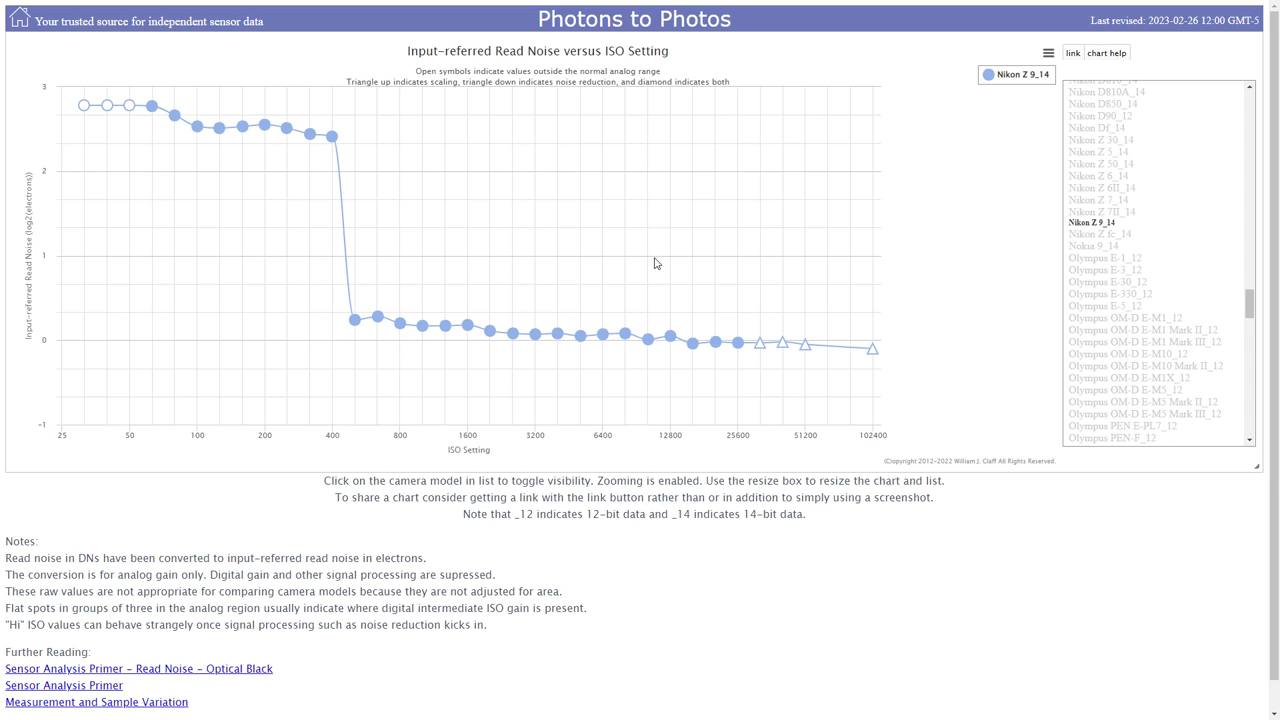 Your trusted source for independent sensor data
Photons to Photos
Last revised: 2023-02-26 12:00 GMT-5
Input-referred Read Noise versus ISO Setting
Open symbols indicate values outside the normal analog range
Triangle up indicates scaling, triangle down indicates noise reduction, and diamond indicates both
link
chart help
Nikon Z 9_14
3
2
1
0
-1
Input-referred Read Noise (log2(electrons))
25
50
100
200
400
800
1600
3200
6400
12800
25600
51200
102400
ISO Setting
(C)opyright 2012-2022 William J. Claff All Rights Reserved.
Nikon D810A_14
Nikon D850_14
Nikon D90_12
Nikon Df_14
Nikon Z 30_14
Nikon Z 5_14
Nikon Z 50_14
Nikon Z 6_14
Nikon Z 6II_14
Nikon Z 7_14
Nikon Z 7II_14
Nikon Z 9_14
Nikon Z fc_14
Nokia 9_14
Olympus E-1_12
Olympus E-3_12
Olympus E-30_12
Olympus E-330_12
Olympus E-5_12
Olympus OM-D E-M1_12
Olympus OM-D E-M1 Mark II_12
Olympus OM-D E-M1 Mark III_12
Olympus OM-D E-M10_12
Olympus OM-D E-M10 Mark II_12
Olympus OM-D E-M1X_12
Olympus OM-D E-M5_12
Olympus OM-D E-M5 Mark II_12
Olympus OM-D E-M5 Mark III_12
Olympus PEN E-PL7_12
Olympus PEN-F_12
Click on the camera model in list to toggle visibility. Zooming is enabled. Use the resize box to resize the chart and list.
To share a chart consider getting a link with the link button rather than or in addition to simply using a screenshot.
Note that _12 indicates 12-bit data and _14 indicates 14-bit data.
Notes:
Read noise in DNs have been converted to input-referred read noise in electrons.
The conversion is for analog gain only. Digital gain and other signal processing are supressed.
These raw values are not appropriate for comparing camera models because they are not adjusted for area.
Flat spots in groups of three in the analog region usually indicate where digital intermediate ISO gain is present.
"Hi" ISO values can behave strangely once signal processing such as noise reduction kicks in.
Further Reading:
Sensor Analysis Primer - Read Noise - Optical Black
Sensor Analysis Primer
Measurement and Sample Variation